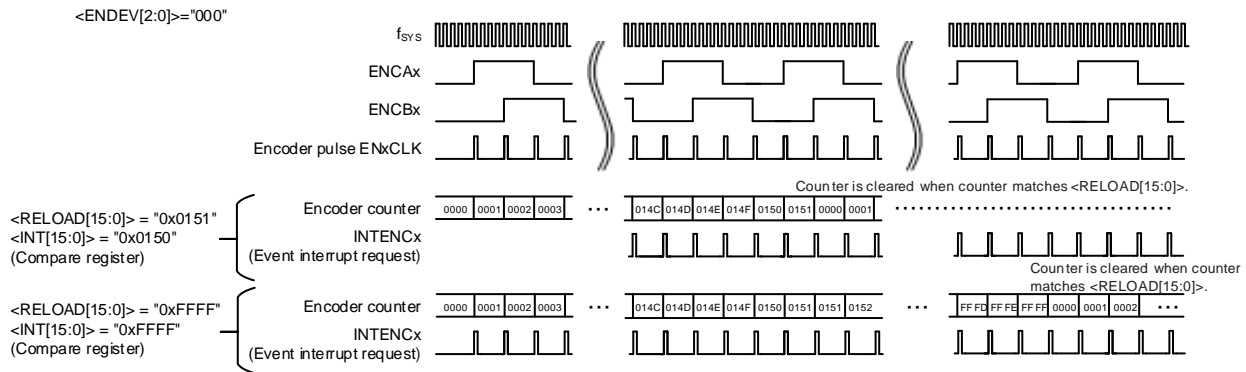 <ENDEV[2:0]>="000"
fSYS
ENCAx
ENCBx
Encoder pulse ENxCLK
Counter is cleared when counter matches <RELOAD[15:0]>.
<RELOAD[15:0]> = "0x0151"
<INT[15:0]> = "0x0150"
(Compare register)
Encoder counter 0000 0001 0002 0003 ··· 014C 014D 014E 014F 0150 0151 0000 0001
INTENCx
(Event interrupt request)
Counter is cleared when counter
matches <RELOAD[15:0]>.
<RELOAD[15:0]> = "0xFFFF"
<INT[15:0]> = "0xFFFF"
(Compare register)
Encoder counter 0000 0001 0002 0003 ··· 014C 014D 014E 014F 0150 0151 0151 0152 ··· FFFD FFFE FFFF 0000 0001 0002 ···
INTENCx
(Event interrupt request)